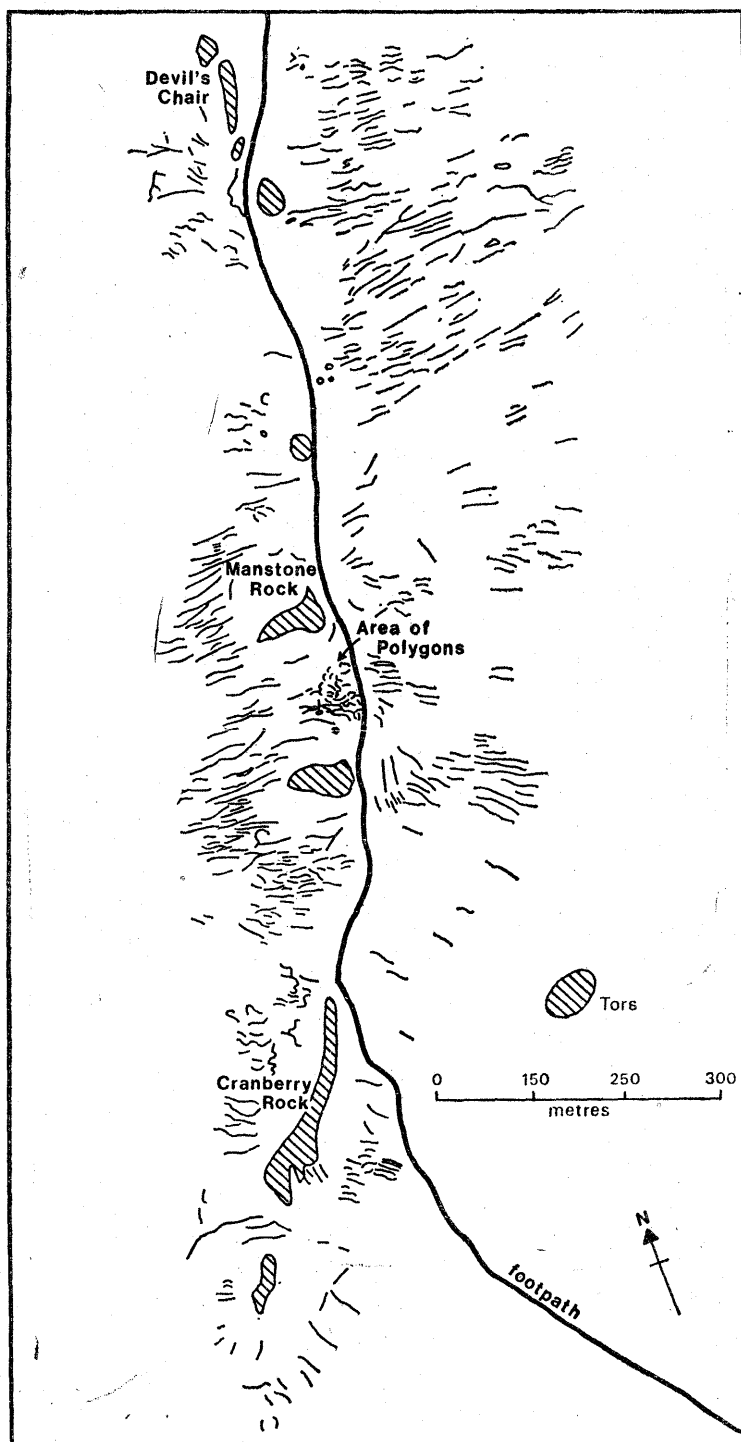 Devil's
Chair
Manstone
Rock
Area of
Polygons
Tors
Cranberry
Rock
0 150 250 300
metres
N
footpath